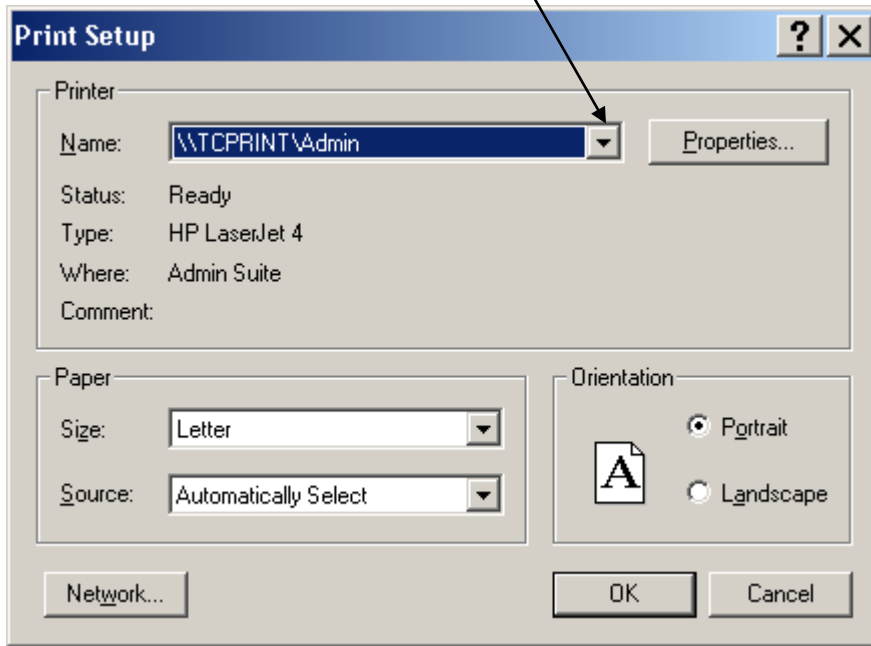 Print Setup
Printer
Name: \\TCPRINT\Admin Properties...
Status: Ready
Type: HP LaserJet 4
Where: Admin Suite
Comment:
Paper Orientation
Size: Letter Portrait
A
Source: Automatically Select Landscape
Network... OK Cancel